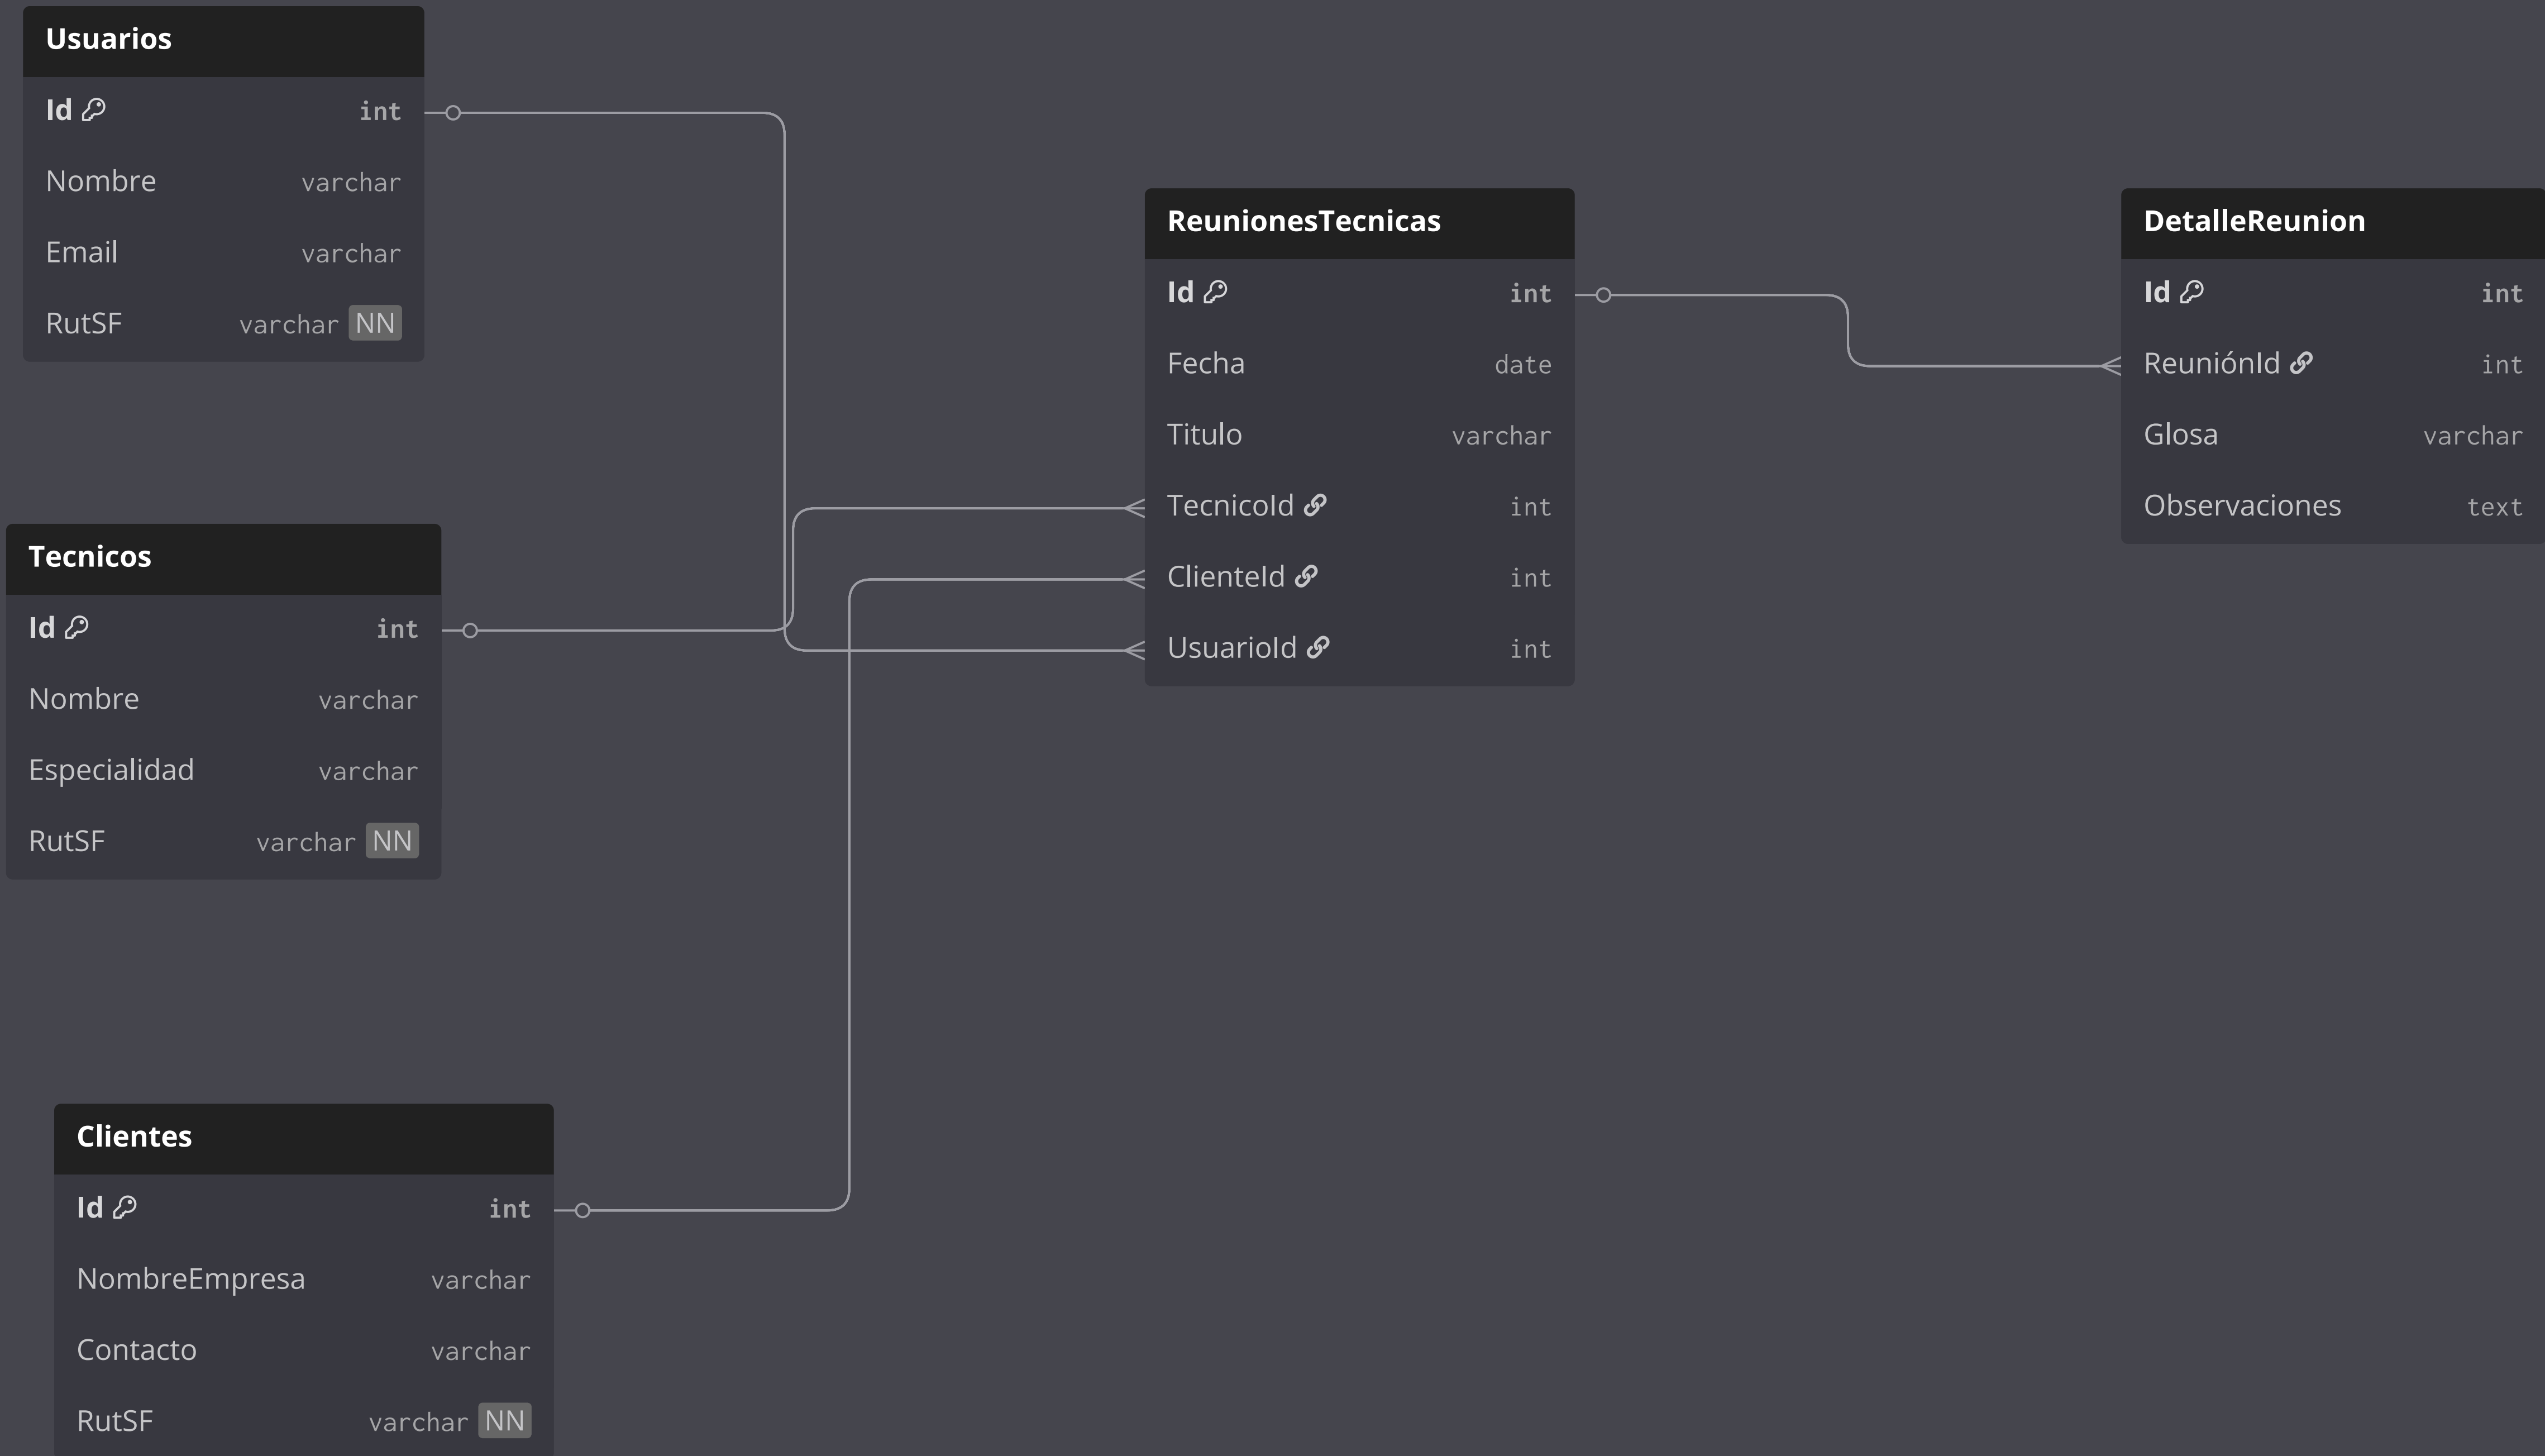 Usuarios
Id int
Nombre varchar
Email varchar
RutSF varchar NN
Tecnicos
Id int
Nombre varchar
Especialidad varchar
RutSF varchar NN
Clientes
Id int
NombreEmpresa varchar
Contacto varchar
RutSF varchar NN
ReunionesTecnicas
Id int
Fecha date
Titulo varchar
TecnicoId int
ClienteId int
UsuarioId int
DetalleReunion
Id int
ReuniónId int
Glosa varchar
Observaciones text